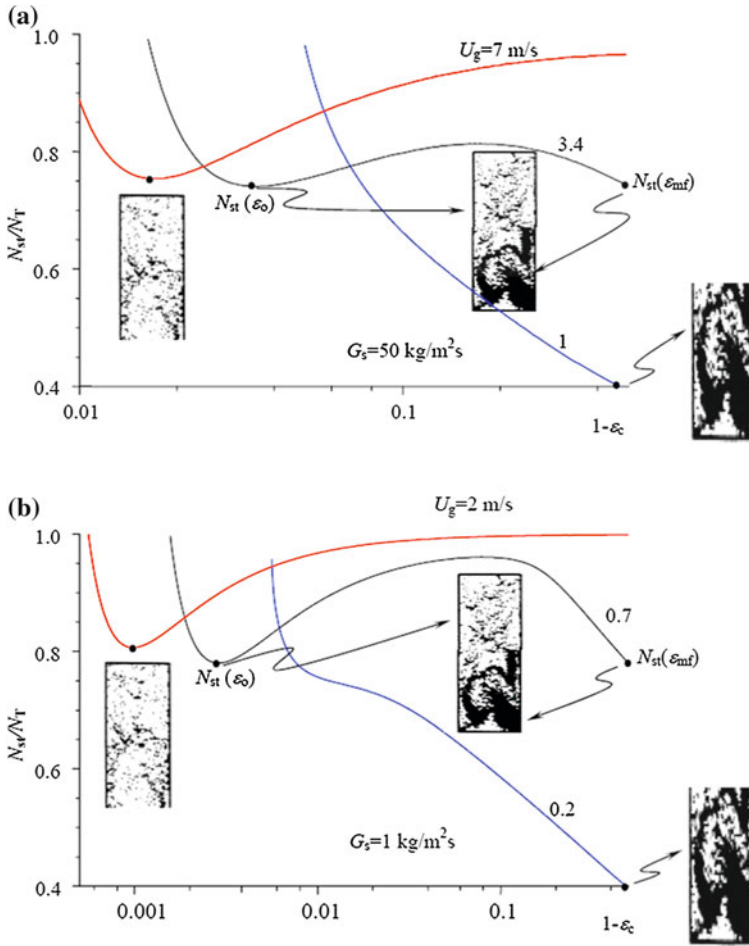 (a)
1.0
0.8
0.6
0.4
Nst/NT
Ug=7 m/s
3.4
Nst (εo)
Nst(εmf)
1
Gs=50 kg/m²s
0.01
0.1
1-εc
(b)
1.0
0.8
0.6
0.4
Nst/NT
Ug=2 m/s
0.7
Nst (εo)
Nst(εmf)
0.2
Gs=1 kg/m²s
0.001
0.01
0.1
1-εc